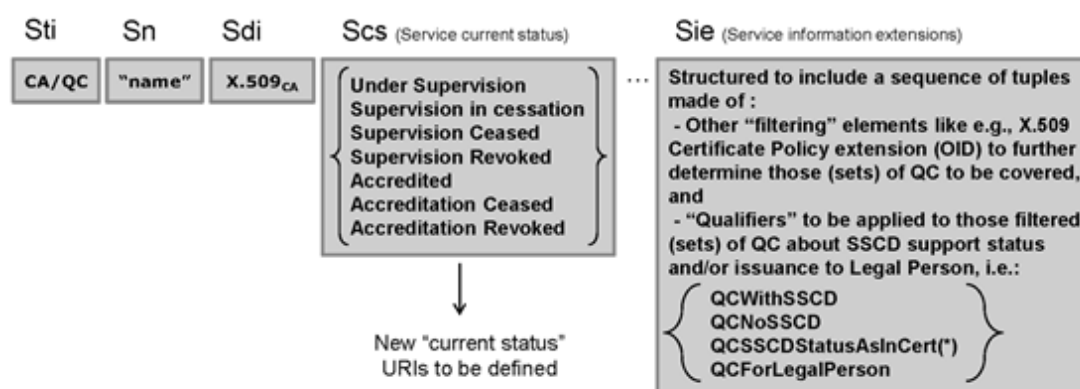 Sti
Sn
Sdi
Scs (Service current status)
Sie (Service information extensions)
CA/QC
“name”
X.509CA
Under Supervision
Supervision in cessation
Supervision Ceased
Supervision Revoked
Accredited
Accreditation Ceased
Accreditation Revoked
New “current status”
URIs to be defined
...
Structured to include a sequence of tuples
made of :
- Other “filtering” elements like e.g., X.509
Certificate Policy extension (OID) to further
determine those (sets) of QC to be covered,
and
- “Qualifiers” to be applied to those filtered
(sets) of QC about SSCD support status
and/or issuance to Legal Person, i.e.:
QCWithSSCD
QCNoSSCD
QCSSCDStatusAsInCert(*)
QCForLegalPerson